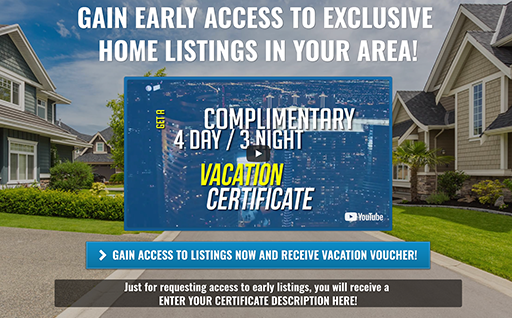 GAIN EARLY ACCESS TO EXCLUSIVE
HOME LISTINGS IN YOUR AREA!
GET A
COMPLIMENTARY
4 DAY / 3 NIGHT
VACATION
CERTIFICATE
YouTube
GAIN ACCESS TO LISTINGS NOW AND RECEIVE VACATION VOUCHER!
Just for requesting access to early listings, you will receive a
ENTER YOUR CERTIFICATE DESCRIPTION HERE!